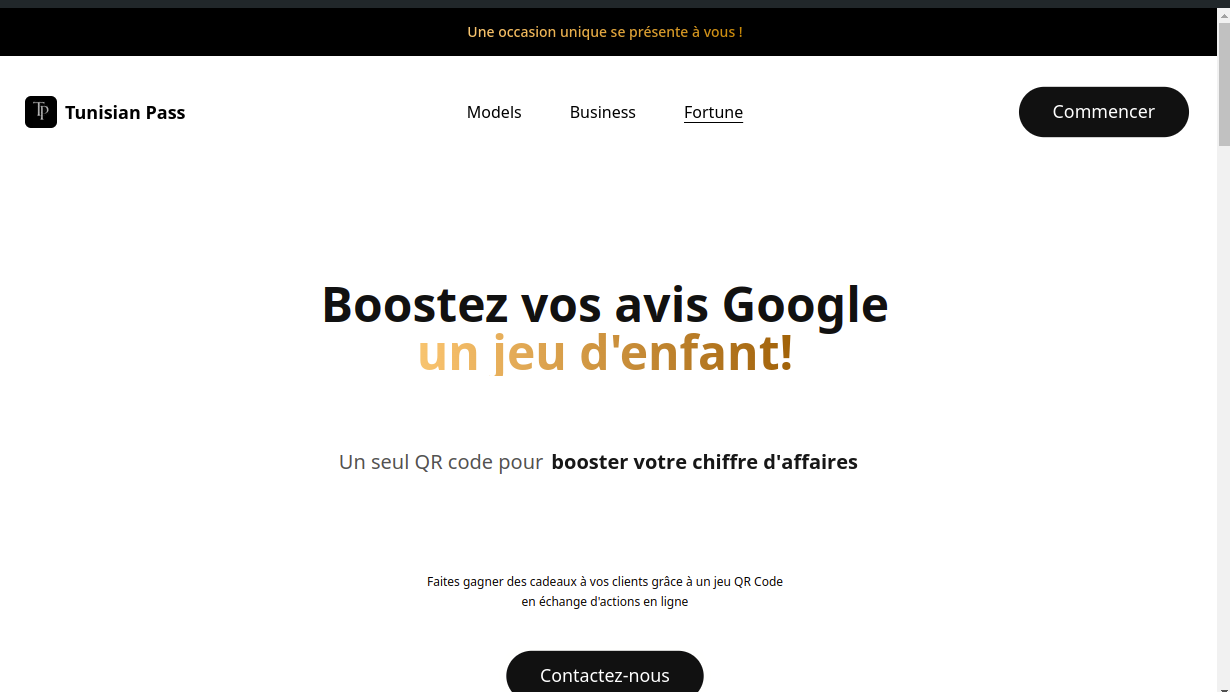 Une occasion unique se présente à vous !
TP Tunisian Pass
Models
Business
Fortune
Commencer
Boostez vos avis Google
un jeu d'enfant!
Un seul QR code pour booster votre chiffre d'affaires
Faites gagner des cadeaux à vos clients grâce à un jeu QR Code
en échange d'actions en ligne
Contactez-nous